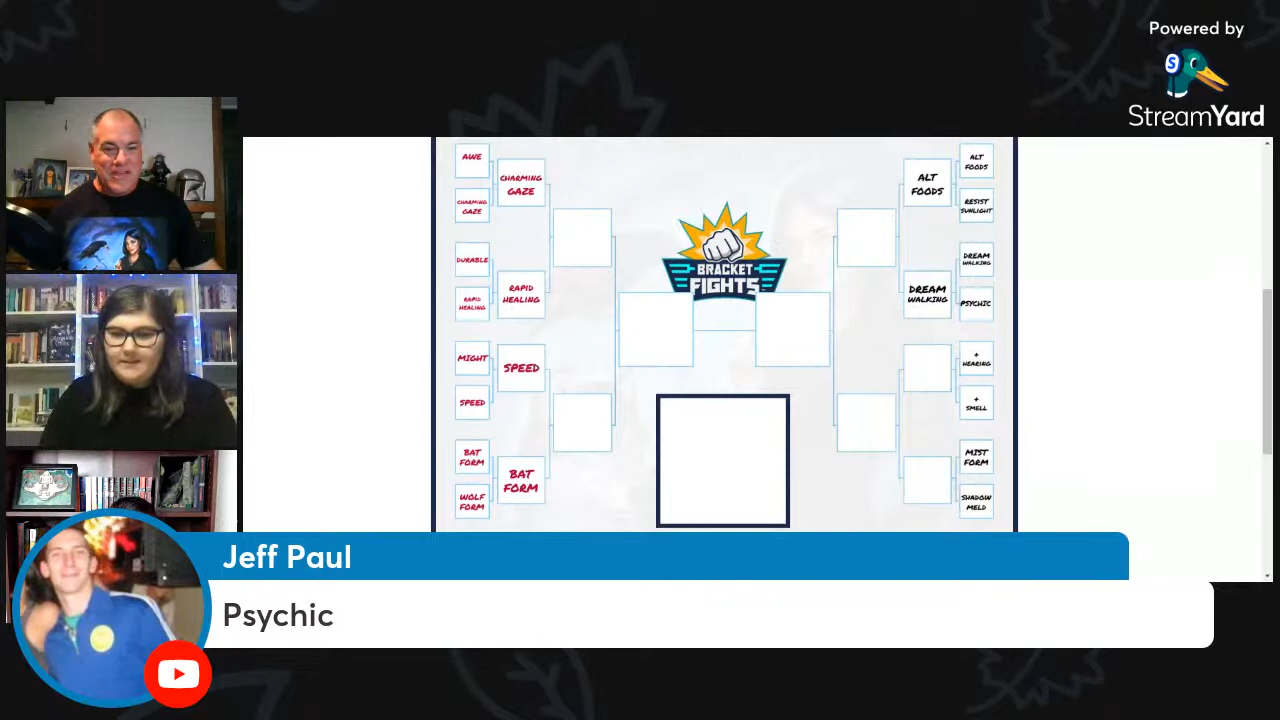 Powered by
StreamYard
AWE
CHARMING
GAZE
CHARMING
GAZE
DURABLE
RAPID
HEALING
RAPID
HEALING
MIGHT
SPEED
SPEED
BAT
FORM
BAT
FORM
WOLF
FORM
BRACKET
FIGHTS
ALT
FOODS
ALT
FOODS
RESIST
SUNLIGHT
DREAM
WALKING
DREAM
WALKING
PSYCHIC
+
HEARING
+
SMELL
MIST
FORM
SHADOW
MELD
Jeff Paul
Psychic